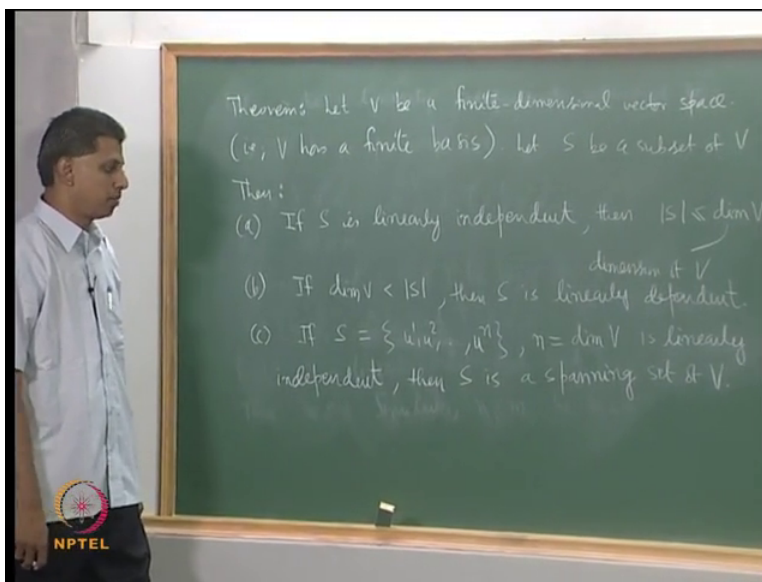 Theorem: Let V be a finite-dimensional vector space.
(i.e., V has a finite basis). Let S be a subset of V
Then:
(a) If S is linearly independent, then |S| ≤ dim V
dimension of V
(b) If dim V < |S|, then S is linearly dependent.
(c) If S = {u¹, u², .., uⁿ}, n = dim V is linearly
independent, then S is a spanning set of V.
NPTEL